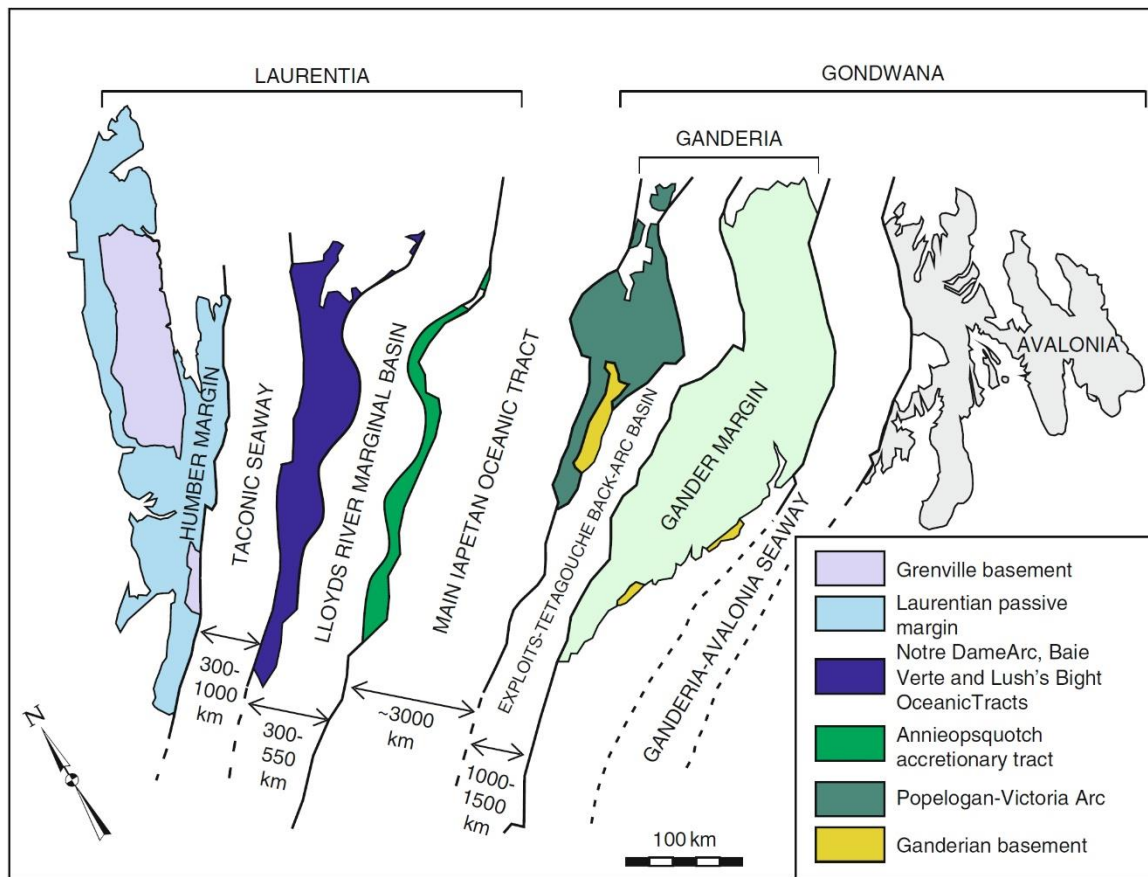 LAURENTIA
GONDWANA
GANDERIA
HUMBER MARGIN
TACONIC SEAWAY
LLOYDS RIVER MARGINAL BASIN
MAIN IAPETAN OCEANIC TRACT
EXPLOITS-TETAGOUCHE BACK-ARC BASIN
GANDER MARGIN
GANDERIA-AVALONIA SEAWAY
AVALONIA
300-
1000
km
300-
550
km
~3000
km
1000-
1500
km
N
100 km
Grenville basement
Laurentian passive
margin
Notre DameArc, Baie
Verte and Lush's Bight
OceanicTracts
Annieopsquotch
accretionary tract
Popelogan-Victoria Arc
Ganderian basement